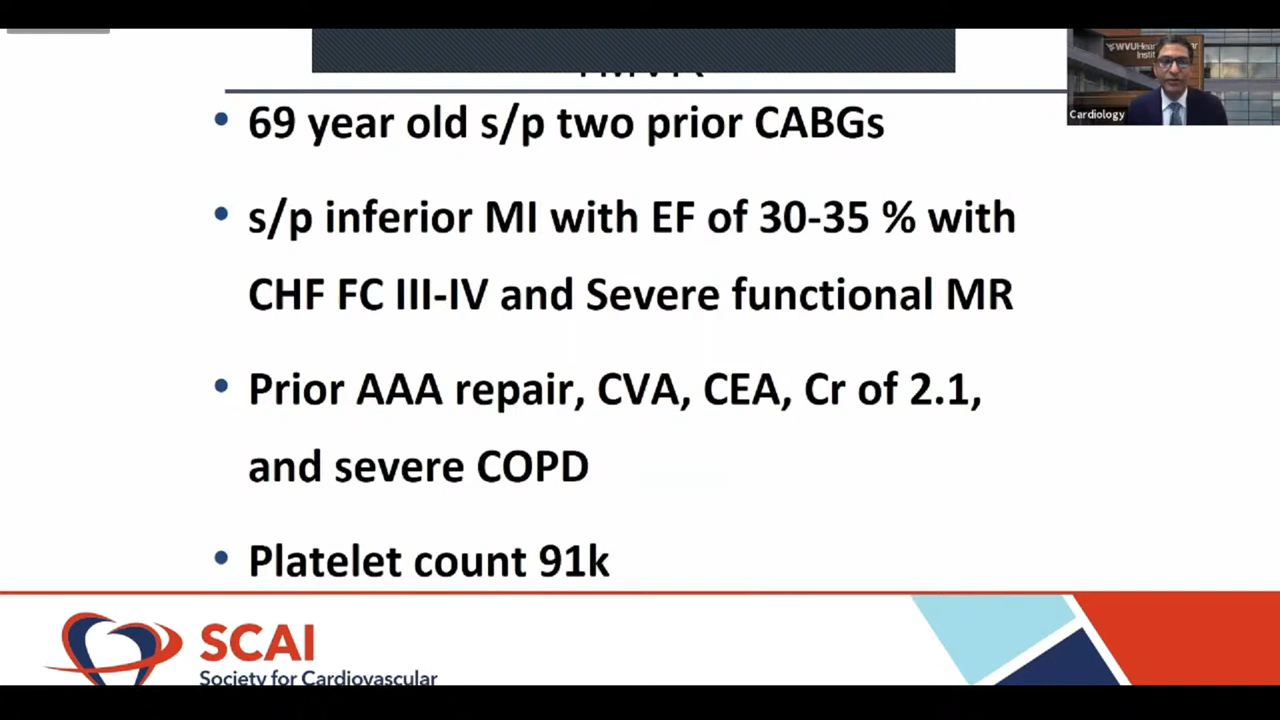 69 year old s/p two prior CABGs
s/p inferior MI with EF of 30-35 % with
CHF FC III-IV and Severe functional MR
Prior AAA repair, CVA, CEA, Cr of 2.1,
and severe COPD
Platelet count 91k
Cardiology
SCAI
Society for Cardiovascular